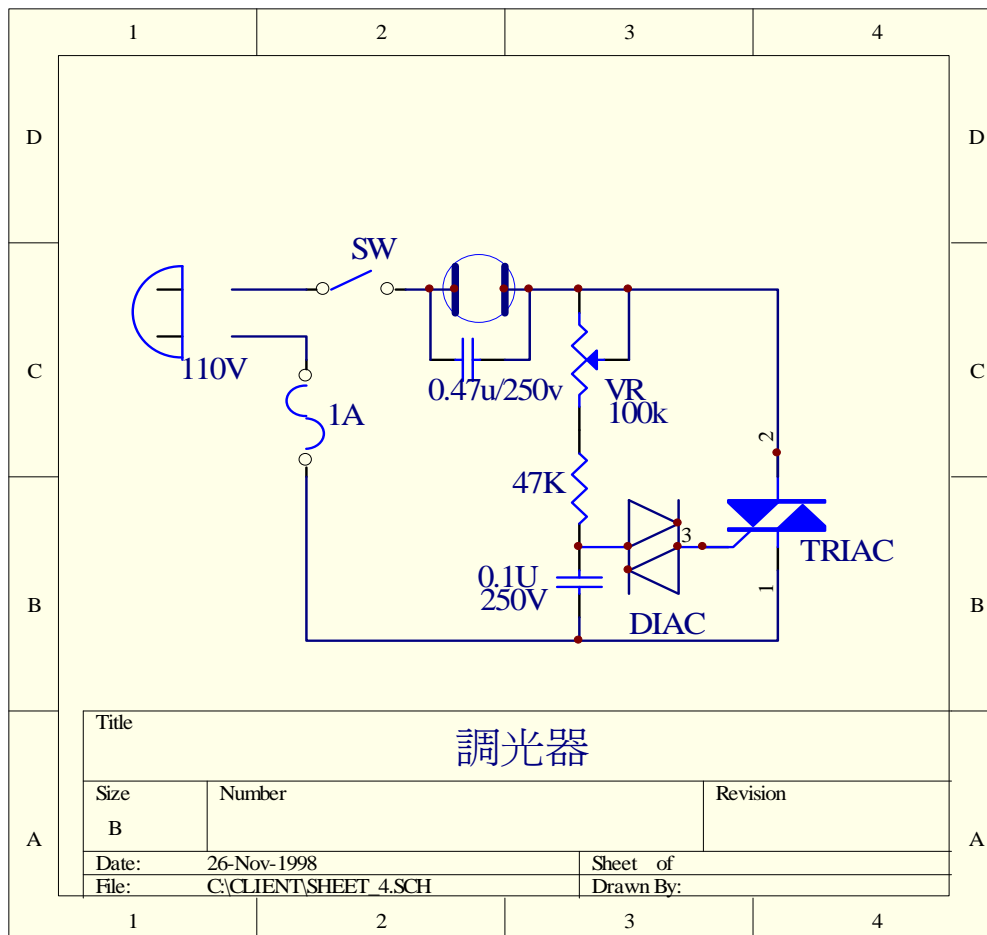 1 2 3 4
D D
SW
C C
110V
0.47u/250v
VR
100k
1A
2
47K
3
TRIAC
0.1U
250V
1
B B
DIAC
Title
調光器
Size Number Revision
B
A A
Date: 26-Nov-1998 Sheet of
File: C:\CLIENT\SHEET_4.SCH Drawn By:
1 2 3 4